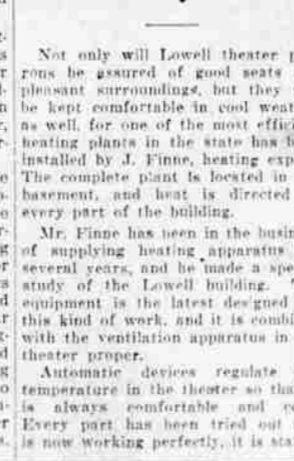 Not only will Lowell theater p
rons be assured of good seats
pleasant surroundings, but they
be kept comfortable in cool weat
as well, for one of the most effici
heating plants in the state has b
installed by J. Finne, heating exp
The complete plant is located in
basement, and heat is directed
every part of the building.
Mr. Finne has been in the busin
of supplying heating apparatus
several years, and he made a spe
study of the Lowell building.
equipment is the latest designed
this kind of work, and it is combi
with the ventilation apparatus in
theater proper.
Automatic devices regulate
temperature in the theater so tha
is always comfortable and co
Every part has been tried out
is now working perfectly, it is sta